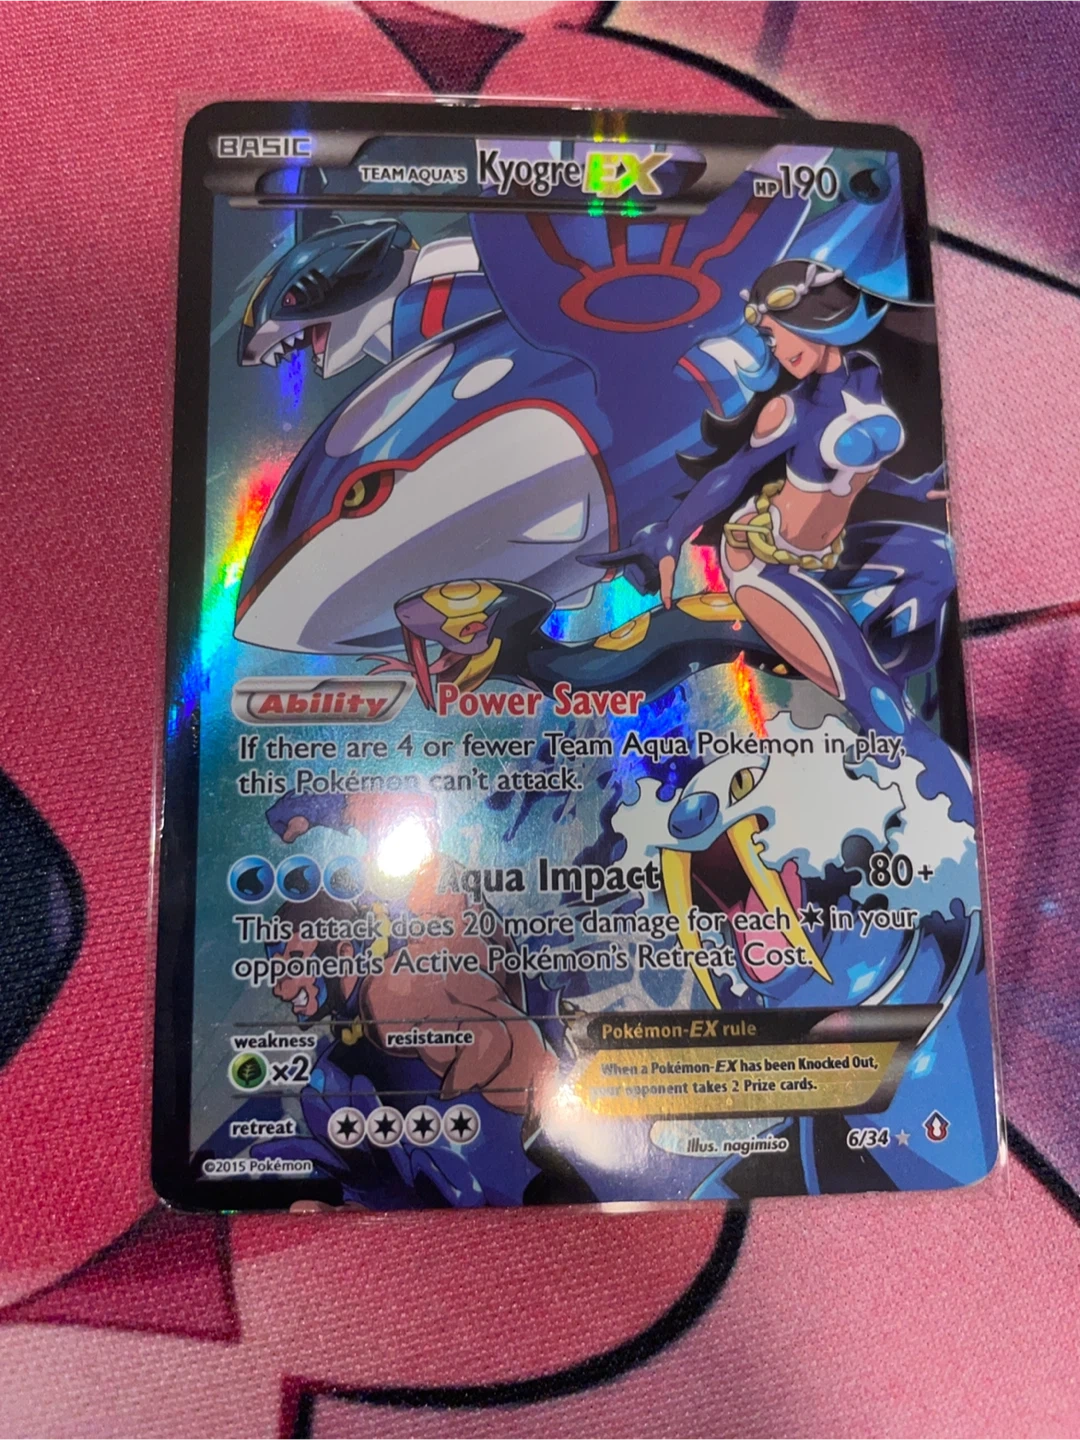 BASIC
TEAM AQUA'S Kyogre EX HP190
Ability Power Saver
If there are 4 or fewer Team Aqua Pokémon in play,
this Pokémon can't attack.
Aqua Impact 80+
This attack does 20 more damage for each in your
opponent's Active Pokémon's Retreat Cost.
weakness resistance
x2
Pokémon-EX rule
When a Pokémon-EX has been Knocked Out,
your opponent takes 2 Prize cards.
retreat
Illus. nagimiso 6/34
©2015 Pokémon